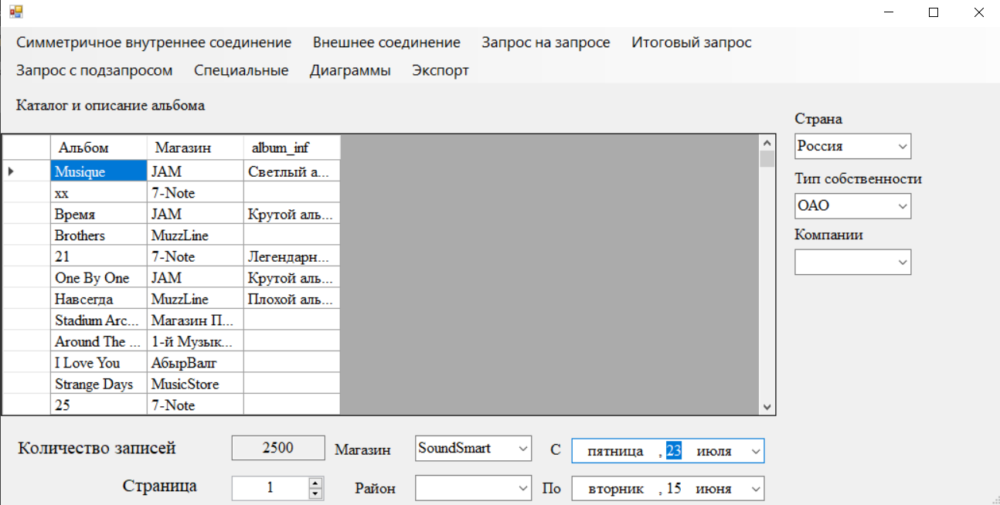 Симметричное внутреннее соединение Внешнее соединение Запрос на запросе Итоговый запрос
Запрос с подзапросом Специальные Диаграммы Экспорт
Каталог и описание альбома
Альбом Магазин album_inf
Musique JAM Светлый а...
xx 7-Note
Время JAM Крутой аль...
Brothers MuzzLine
21 7-Note Легендарн...
One By One JAM Крутой аль...
Навсегда MuzzLine Плохой аль...
Stadium Arc... Магазин П...
Around The ... 1-й Музык...
I Love You АбырВалг
Strange Days MusicStore
25 7-Note
Страна
Россия
Тип собственности
ОАО
Компании
Количество записей 2500 Магазин SoundSmart С пятница , 23 июля
Страница 1 Район По вторник , 15 июня